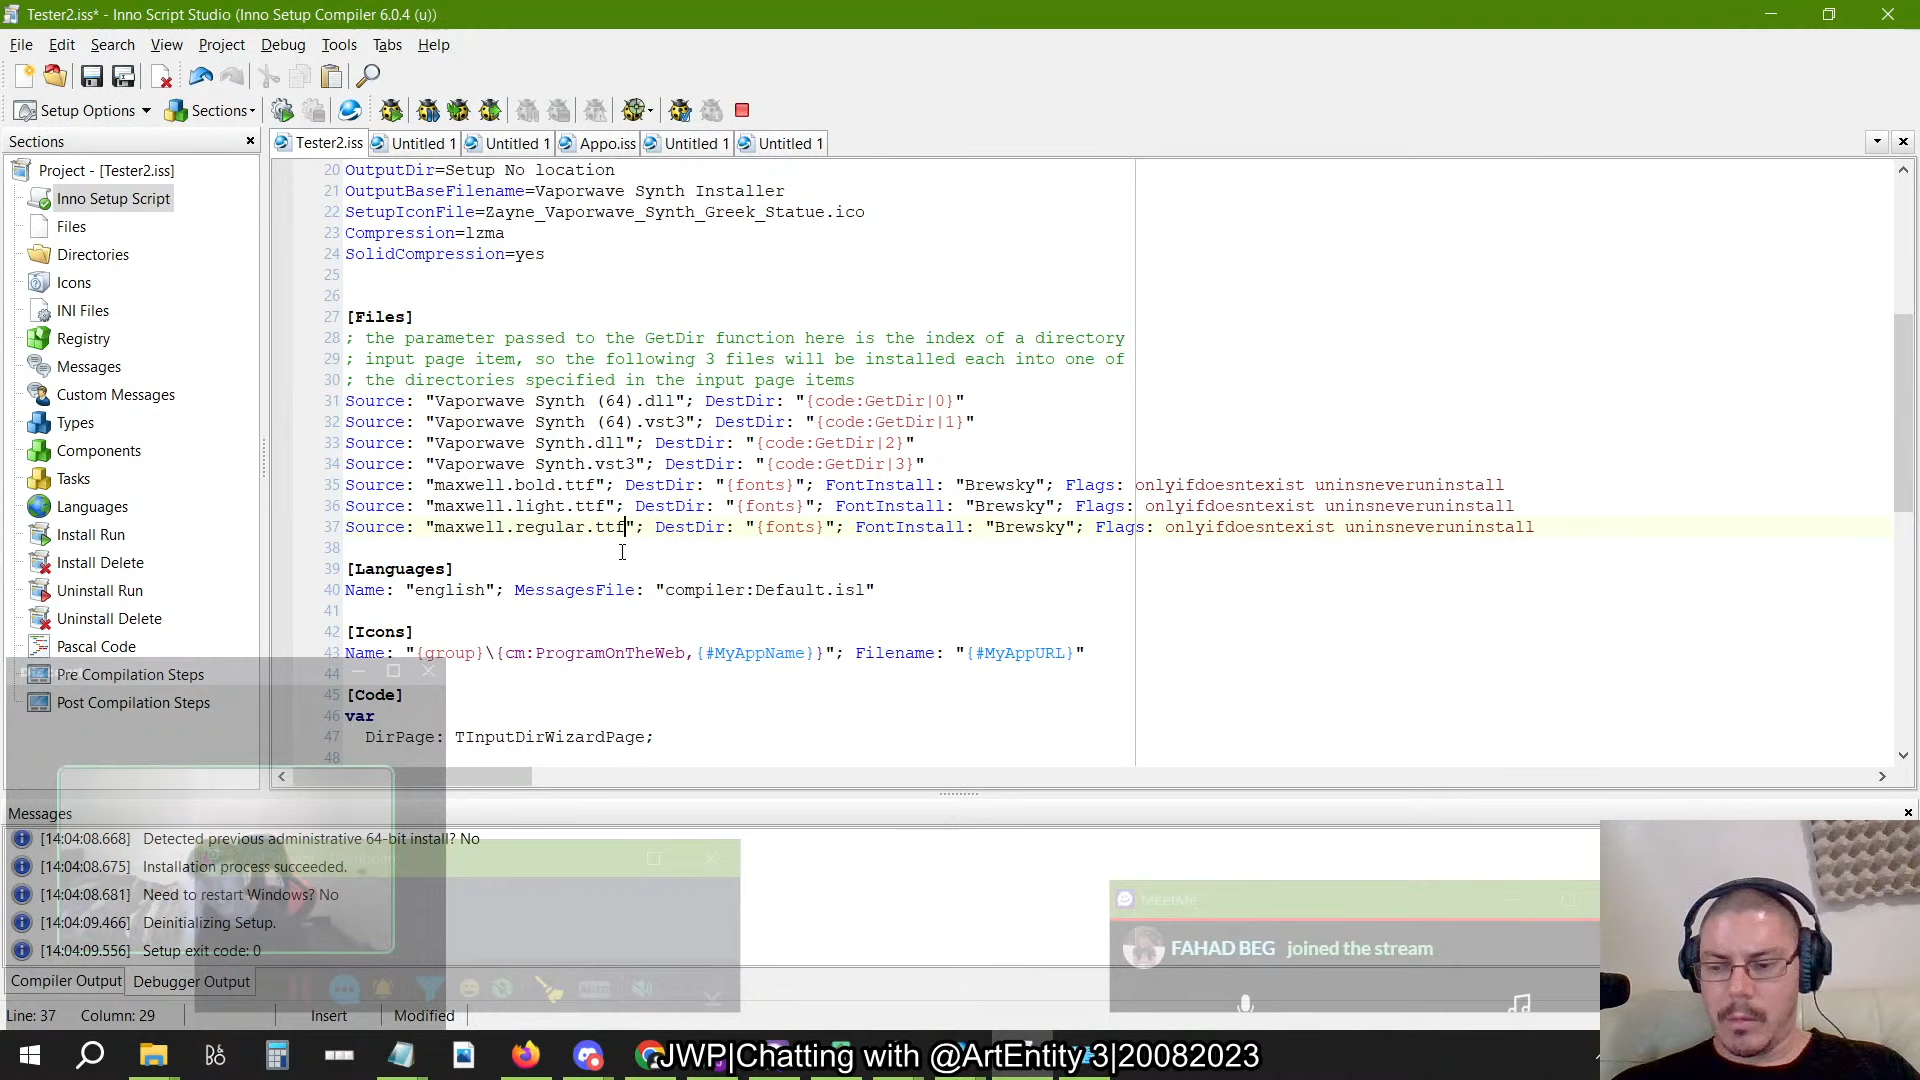 Tester2.iss* - Inno Script Studio (Inno Setup Compiler 6.0.4 (u))
File Edit Search View Project Debug Tools Tabs Help
Setup Options Sections
Sections
Project - [Tester2.iss]
Inno Setup Script
Files
Directories
Icons
INI Files
Registry
Messages
Custom Messages
Types
Components
Tasks
Languages
Install Run
Install Delete
Uninstall Run
Uninstall Delete
Pascal Code
Pre Compilation Steps
Post Compilation Steps
Tester2.iss Untitled 1 Untitled 1 Appo.iss Untitled 1 Untitled 1
20 OutputDir=Setup No location
21 OutputBaseFilename=Vaporwave Synth Installer
22 SetupIconFile=Zayne_Vaporwave_Synth_Greek_Statue.ico
23 Compression=lzma
24 SolidCompression=yes
25
26
27 [Files]
28 ; the parameter passed to the GetDir function here is the index of a directory
29 ; input page item, so the following 3 files will be installed each into one of
30 ; the directories specified in the input page items
31 Source: "Vaporwave Synth (64).dll"; DestDir: "{code:GetDir|0}"
32 Source: "Vaporwave Synth (64).vst3"; DestDir: "{code:GetDir|1}"
33 Source: "Vaporwave Synth.dll"; DestDir: "{code:GetDir|2}"
34 Source: "Vaporwave Synth.vst3"; DestDir: "{code:GetDir|3}"
35 Source: "maxwell.bold.ttf"; DestDir: "{fonts}"; FontInstall: "Brewsky"; Flags: onlyifdoesntexist uninsneveruninstall
36 Source: "maxwell.light.ttf"; DestDir: "{fonts}"; FontInstall: "Brewsky"; Flags: onlyifdoesntexist uninsneveruninstall
37 Source: "maxwell.regular.ttf"; DestDir: "{fonts}"; FontInstall: "Brewsky"; Flags: onlyifdoesntexist uninsneveruninstall
38
39 [Languages]
40 Name: "english"; MessagesFile: "compiler:Default.isl"
41
42 [Icons]
43 Name: "{group}\{cm:ProgramOnTheWeb,{#MyAppName}}"; Filename: "{#MyAppURL}"
44
45 [Code]
46 var
47 DirPage: TInputDirWizardPage;
48
Messages
[14:04:08.668] Detected previous administrative 64-bit install? No
[14:04:08.675] Installation process succeeded.
[14:04:08.681] Need to restart Windows? No
[14:04:09.466] Deinitializing Setup.
[14:04:09.556] Setup exit code: 0
Compiler Output Debugger Output
Line: 37 Column: 29 Insert Modified
MeetMe
FAHAD BEG joined the stream
JWP|Chatting with @ArtEntity 3|20082023